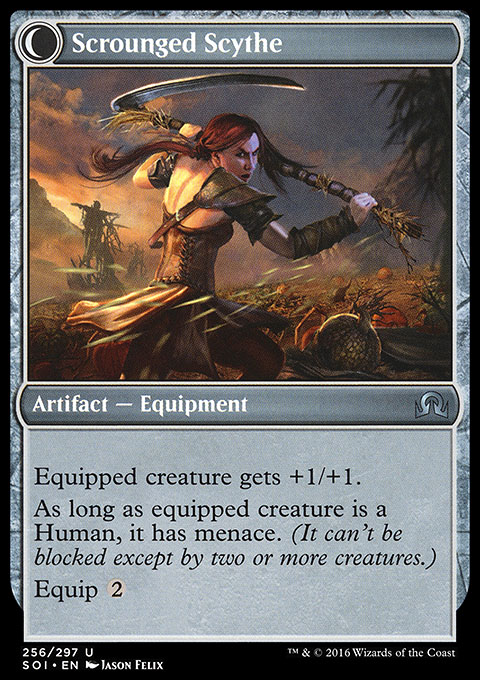 Scrounged Scythe
Artifact — Equipment
Equipped creature gets +1/+1.
As long as equipped creature is a
Human, it has menace. (It can't be
blocked except by two or more creatures.)
Equip 2
256/297 U
SOI • EN Jason Felix
™ & © 2016 Wizards of the Coast